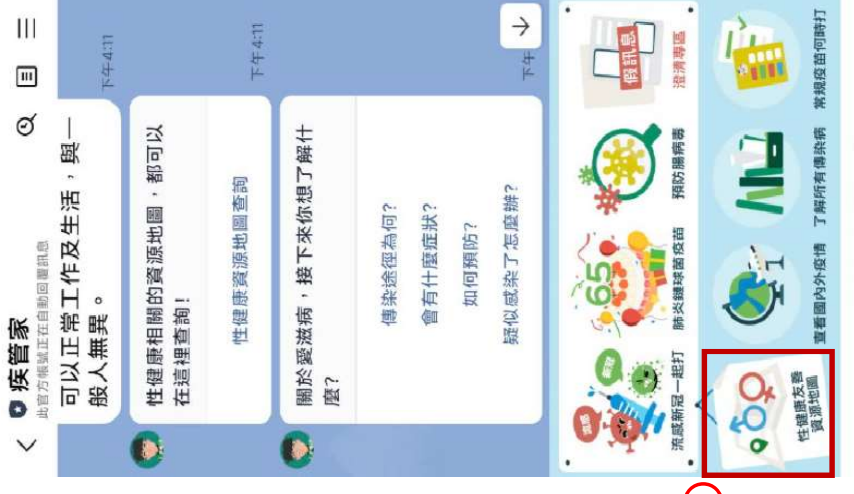 疾管家
此官方帳號正在自動回覆訊息
可以正常工作及生活，與一
般人無異。
下午4:11
性健康相關的資源地圖，都可以
在這裡查詢!
性健康資源地圖查詢
下午4:11
關於愛滋病，接下來你想了解什
麼?
傳染途徑為何?
會有什麼症狀?
如何預防?
疑似感染了怎麼辦?
下午
流感
新冠
流感新冠一起打
65
肺炎鏈球菌疫苗
預防腸病毒
假訊息
澄清專區
性健康友善
資源地圖
查看國內外疫情
了解所有傳染病
常規疫苗何時打